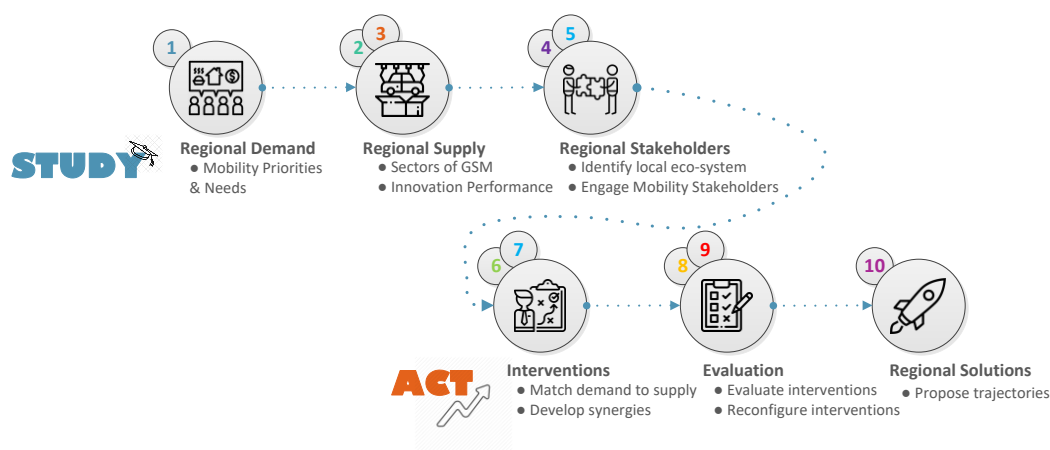 1
2
3
4
5
STUDY
Regional Demand
● Mobility Priorities
& Needs
Regional Supply
● Sectors of GSM
● Innovation Performance
Regional Stakeholders
● Identify local eco-system
● Engage Mobility Stakeholders
6
7
8
9
10
ACT
Interventions
● Match demand to supply
● Develop synergies
Evaluation
● Evaluate interventions
● Reconfigure interventions
Regional Solutions
● Propose trajectories